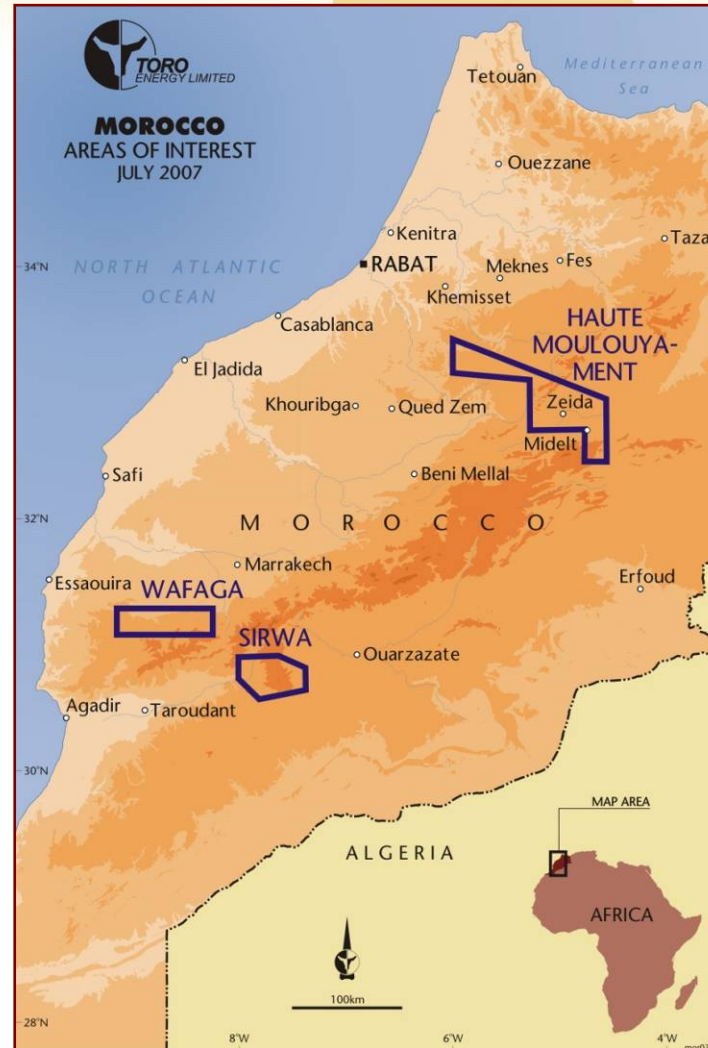 TORO
ENERGY LIMITED
MOROCCO
AREAS OF INTEREST
JULY 2007
Mediterranean
Sea
Tetouan
Ouezzane
Kenitra
Taza
34°N
NORTH ATLANTIC
OCEAN
RABAT
Meknes
Fes
Khemisset
Casablanca
HAUTE
MOULOUYA-
MENT
El Jadida
Zeida
Khouribga
Qued Zem
Midelt
Safi
Beni Mellal
32°N
MOROCCO
Marrakech
Essaouira
Erfoud
WAFAGA
SIRWA
Ouarzazate
Agadir
Taroudant
30°N
MAP AREA
ALGERIA
AFRICA
100km
28°N
8°W
6°W
4°W